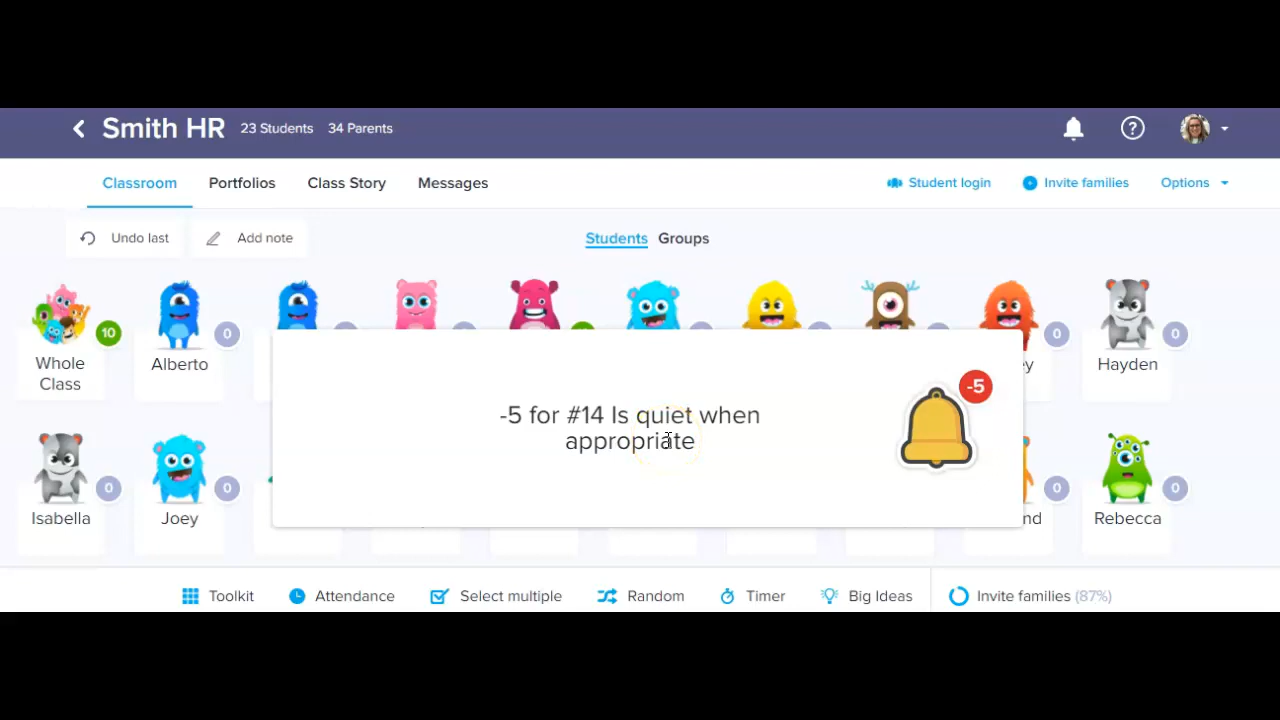 Smith HR 23 Students 34 Parents
?
Classroom Portfolios Class Story Messages Student login Invite families Options
Undo last Add note Students Groups
10 0 0 0
Whole Class
Alberto
ey
Hayden
-5
-5 for #14 Is quiet when
appropriate
0 0 0 0
Isabella Joey nd Rebecca
Toolkit Attendance Select multiple Random Timer Big Ideas Invite families (87%)